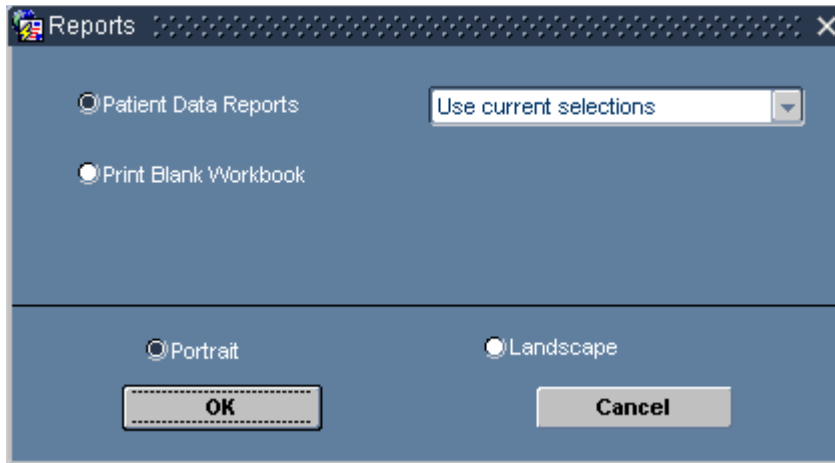 Reports
Patient Data Reports Use current selections
Print Blank Workbook
Portrait Landscape
OK Cancel